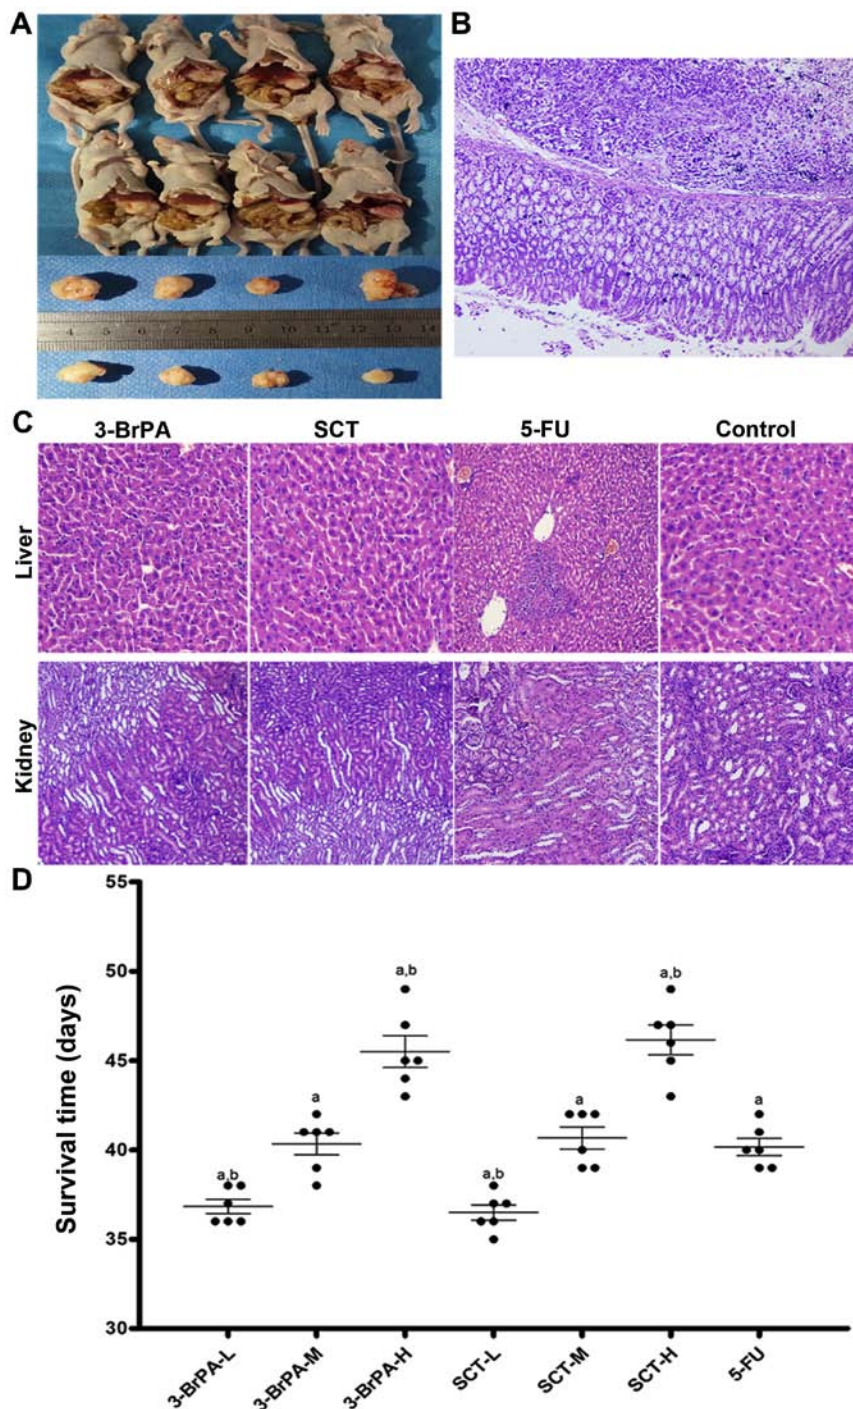 A
B
4 5 6 7 8 9 10 11 12 13 14
C
3-BrPA SCT 5-FU Control
Liver
Kidney
D
55
50
45
40
35
30
Survival time (days)
a,b
a
a,b
a,b
a
a,b
a
3-BrPA-L
3-BrPA-M
3-BrPA-H
SCT-L
SCT-M
SCT-H
5-FU